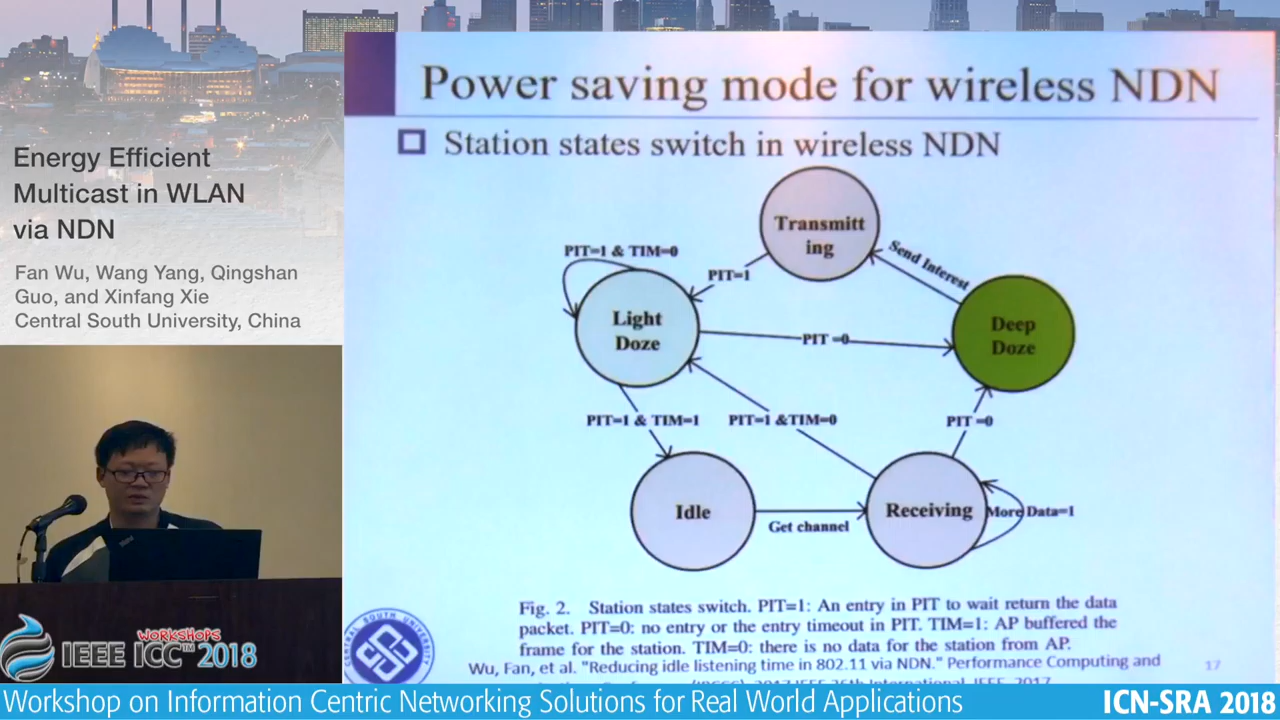 Energy Efficient
Multicast in WLAN
via NDN
Fan Wu, Wang Yang, Qingshan
Guo, and Xinfang Xie
Central South University, China
Power saving mode for wireless NDN
Station states switch in wireless NDN
Transmitt
ing
PIT=1 & TIM=0
PIT=1
Send Interest
Light
Doze
Deep
Doze
PIT =0
PIT=1 & TIM=1
PIT=1 &TIM=0
PIT =0
Idle
Get channel
Receiving
More Data=1
Fig. 2. Station states switch. PIT=1: An entry in PIT to wait return the data
packet. PIT=0: no entry or the entry timeout in PIT. TIM=1: AP buffered the
frame for the station. TIM=0: there is no data for the station from AP.
Wu, Fan, et al. "Reducing idle listening time in 802.11 via NDN." Performance Computing and
17
CENTRAL SOUTH UNIVERSITY
WORKSHOPS
IEEE ICC™ 2018
Workshop on Information Centric Networking Solutions for Real World Applications
ICN-SRA 2018